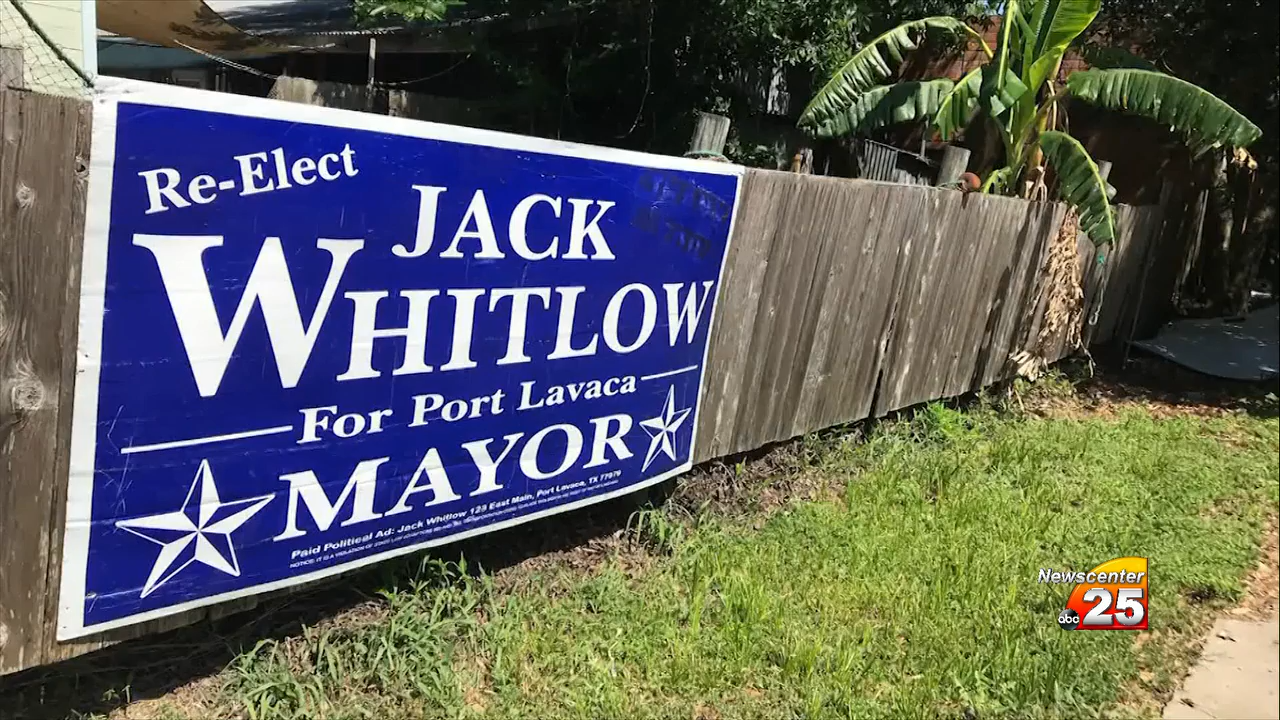 Re-Elect
JACK
WHITLOW
For Port Lavaca
MAYOR
Paid Political Ad: Jack Whitlow 129 East Main, Port Lavaca, TX 77979
Newscenter
25
abc